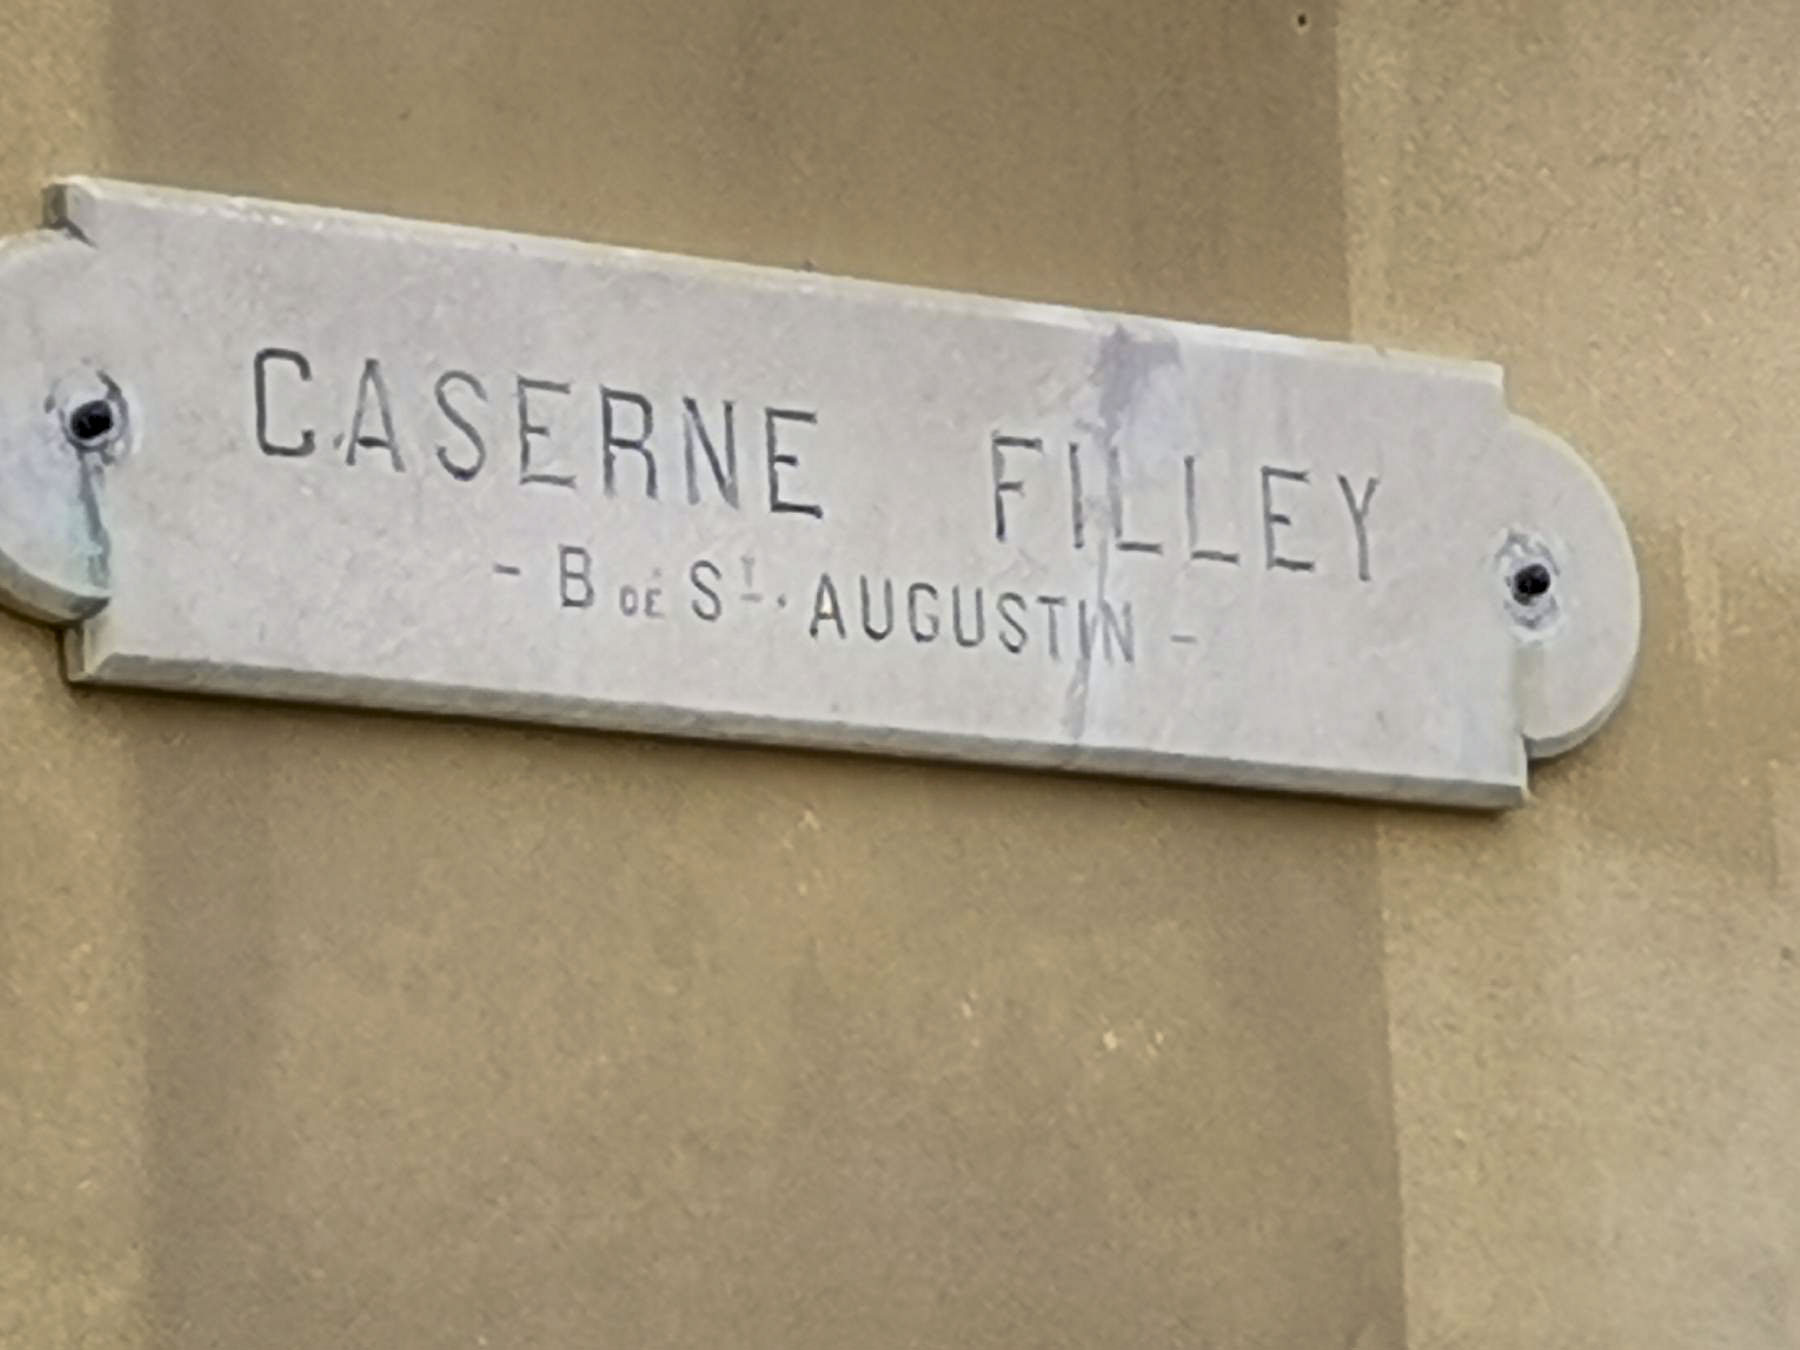 CASERNE FILLEY
- B DE ST. AUGUSTIN -